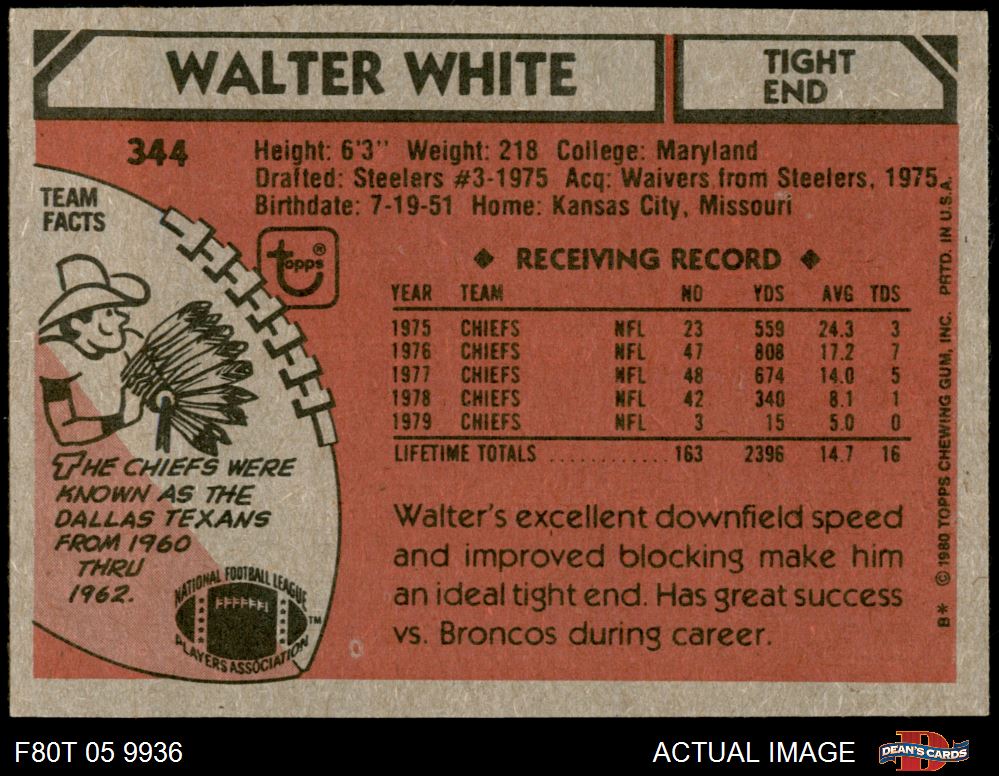 WALTER WHITE
TIGHT
END
344
Height: 6'3" Weight: 218 College: Maryland
Drafted: Steelers #3-1975 Acq: Waivers from Steelers, 1975.
Birthdate: 7-19-51 Home: Kansas City, Missouri
TEAM
FACTS
topps®
◆ RECEIVING RECORD ◆
YEAR TEAM NO YDS AVG TDS
1975 CHIEFS NFL 23 559 24.3 3
1976 CHIEFS NFL 47 808 17.2 7
1977 CHIEFS NFL 48 674 14.0 5
1978 CHIEFS NFL 42 340 8.1 1
1979 CHIEFS NFL 3 15 5.0 0
LIFETIME TOTALS ............ 163 2396 14.7 16
THE CHIEFS WERE
KNOWN AS THE
DALLAS TEXANS
FROM 1960
THRU
1962.
NATIONAL FOOTBALL LEAGUE
PLAYERS ASSOCIATION
TM
Walter's excellent downfield speed
and improved blocking make him
an ideal tight end. Has great success
vs. Broncos during career.
B* © 1980 TOPPS CHEWING GUM, INC. PRTD. IN U.S.A.
F80T 05 9936
ACTUAL IMAGE
D
DEAN'S CARDS